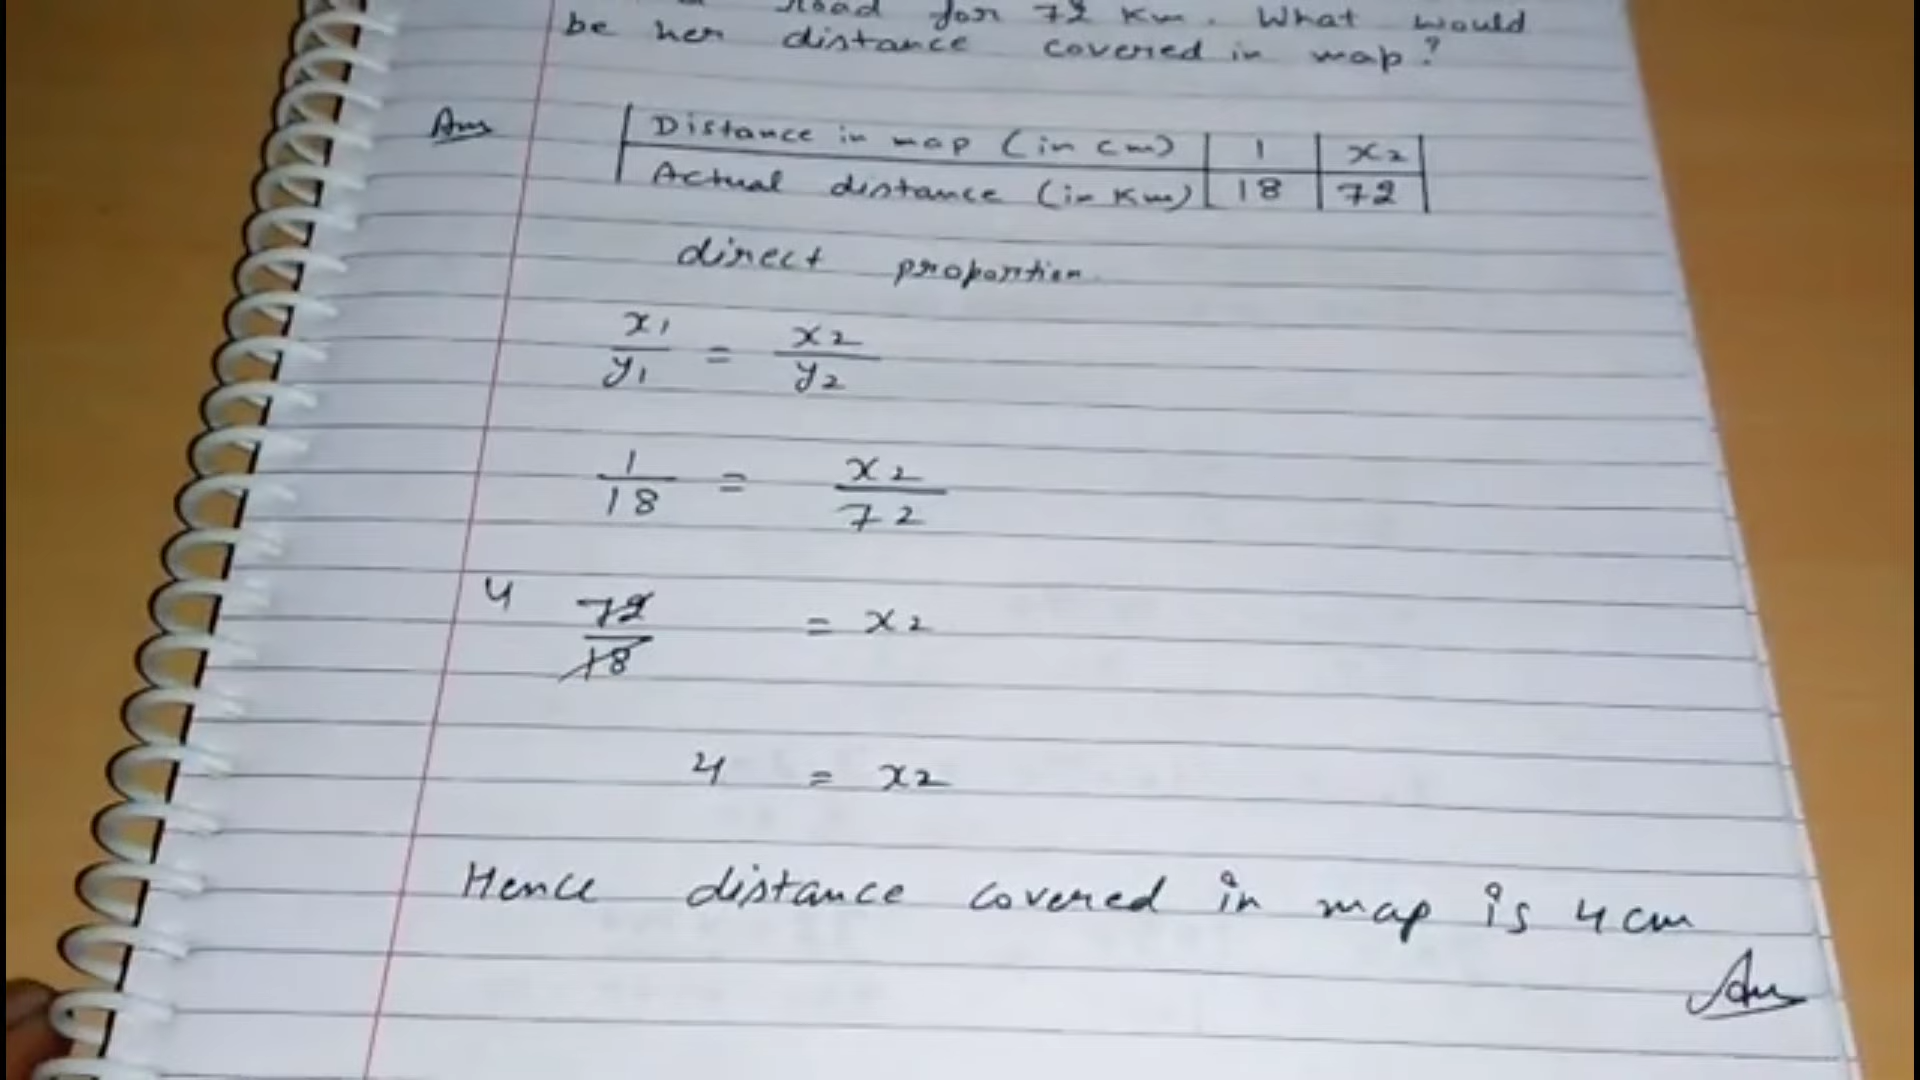 road for 72 Km. What would
be her distance covered in map?
Ans
Distance in map (in cm) | 1 | x2
Actual distance (in Km) | 18 | 72
direct proportion
x1/y1 = x2/y2
1/18 = x2/72
4 72/18 = x2
4 = x2
Hence distance covered in map is 4 cm
Ans